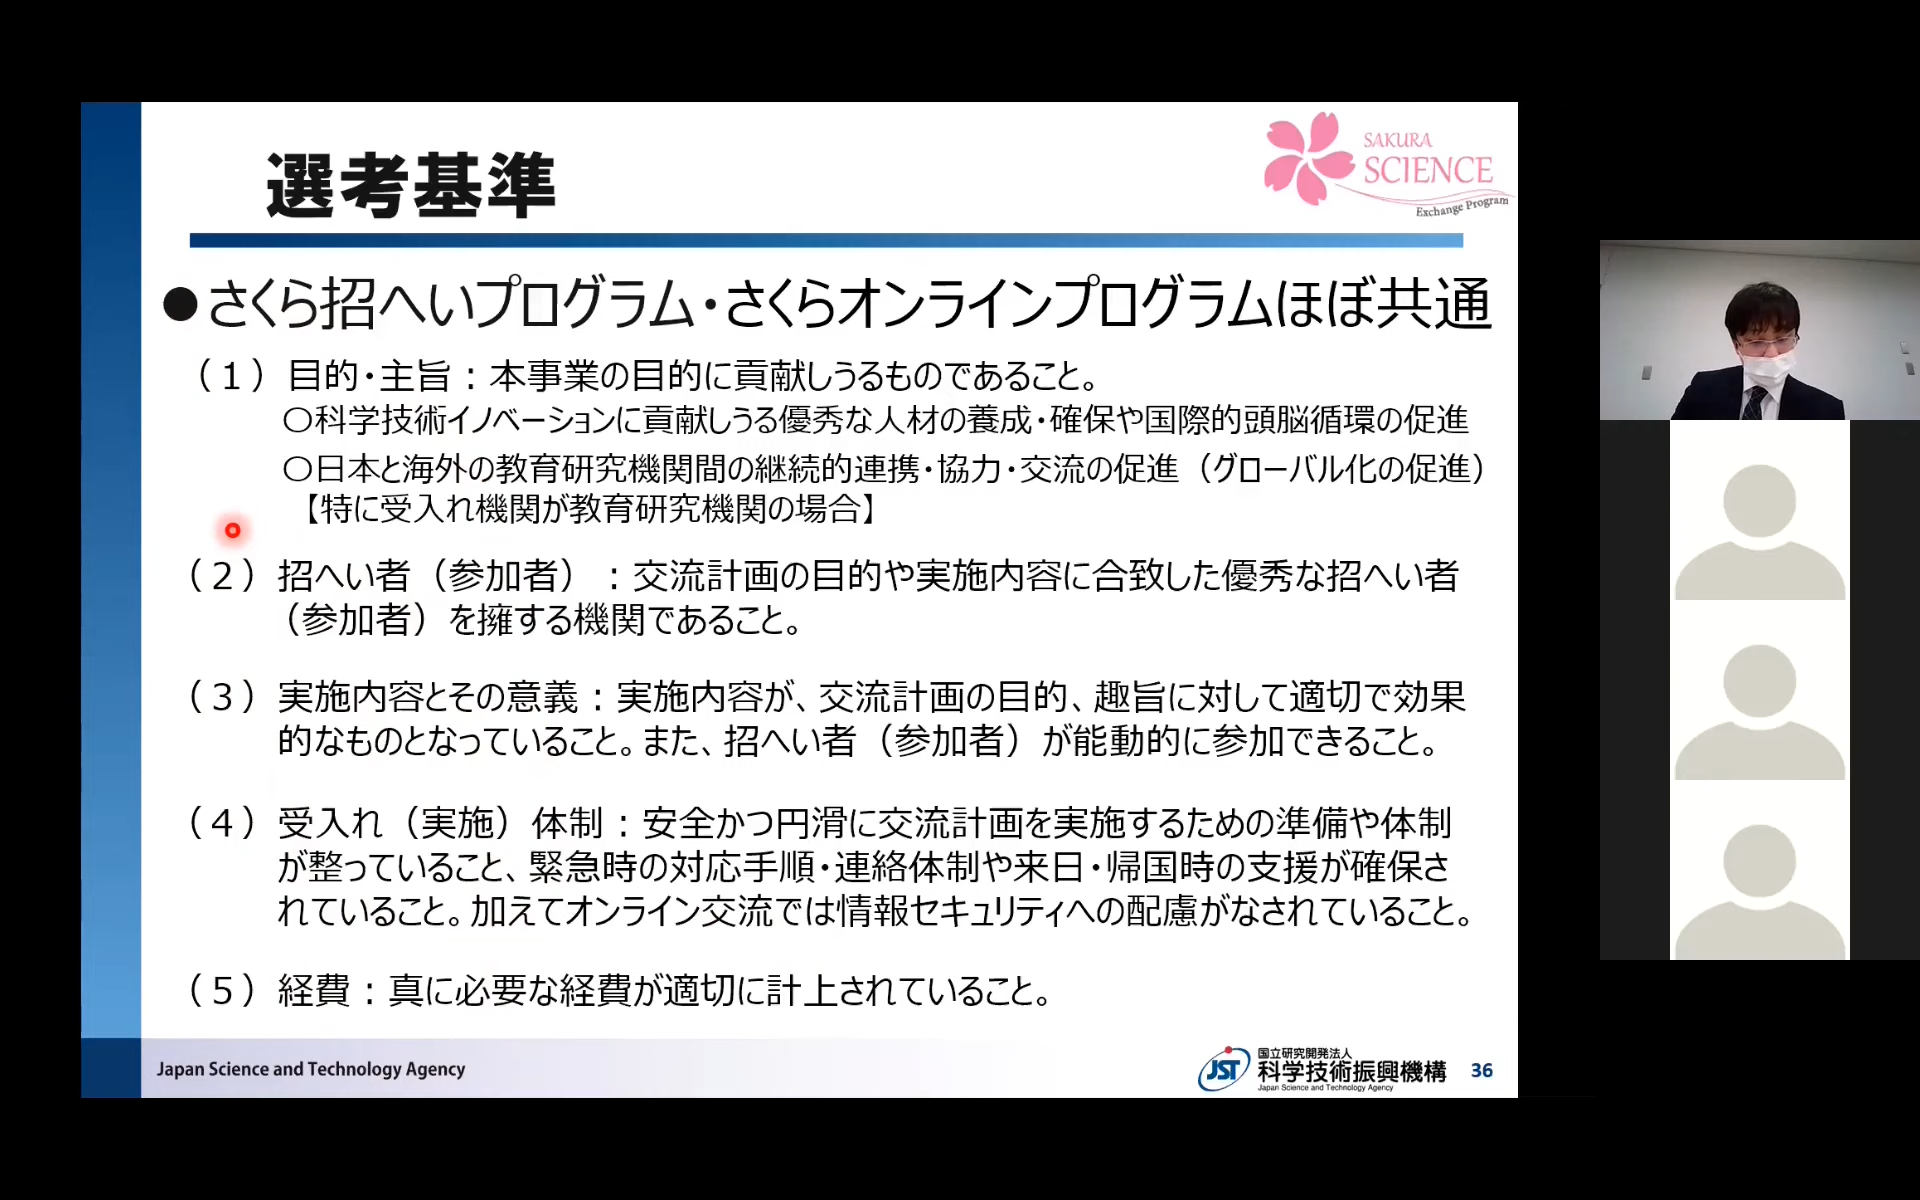 選考基準
SAKURA
SCIENCE
Exchange Program
●さくら招へいプログラム・さくらオンラインプログラムほぼ共通
（１）目的・主旨：本事業の目的に貢献しうるものであること。
○科学技術イノベーションに貢献しうる優秀な人材の養成・確保や国際的頭脳循環の促進
○日本と海外の教育研究機関間の継続的連携・協力・交流の促進（グローバル化の促進）
【特に受入れ機関が教育研究機関の場合】
（２）招へい者（参加者）：交流計画の目的や実施内容に合致した優秀な招へい者
（参加者）を擁する機関であること。
（３）実施内容とその意義：実施内容が、交流計画の目的、趣旨に対して適切で効果
的なものとなっていること。また、招へい者（参加者）が能動的に参加できること。
（４）受入れ（実施）体制：安全かつ円滑に交流計画を実施するための準備や体制
が整っていること、緊急時の対応手順・連絡体制や来日・帰国時の支援が確保さ
れていること。加えてオンライン交流では情報セキュリティへの配慮がなされていること。
（５）経費：真に必要な経費が適切に計上されていること。
Japan Science and Technology Agency
JST
国立研究開発法人
科学技術振興機構
Japan Science and Technology Agency
36